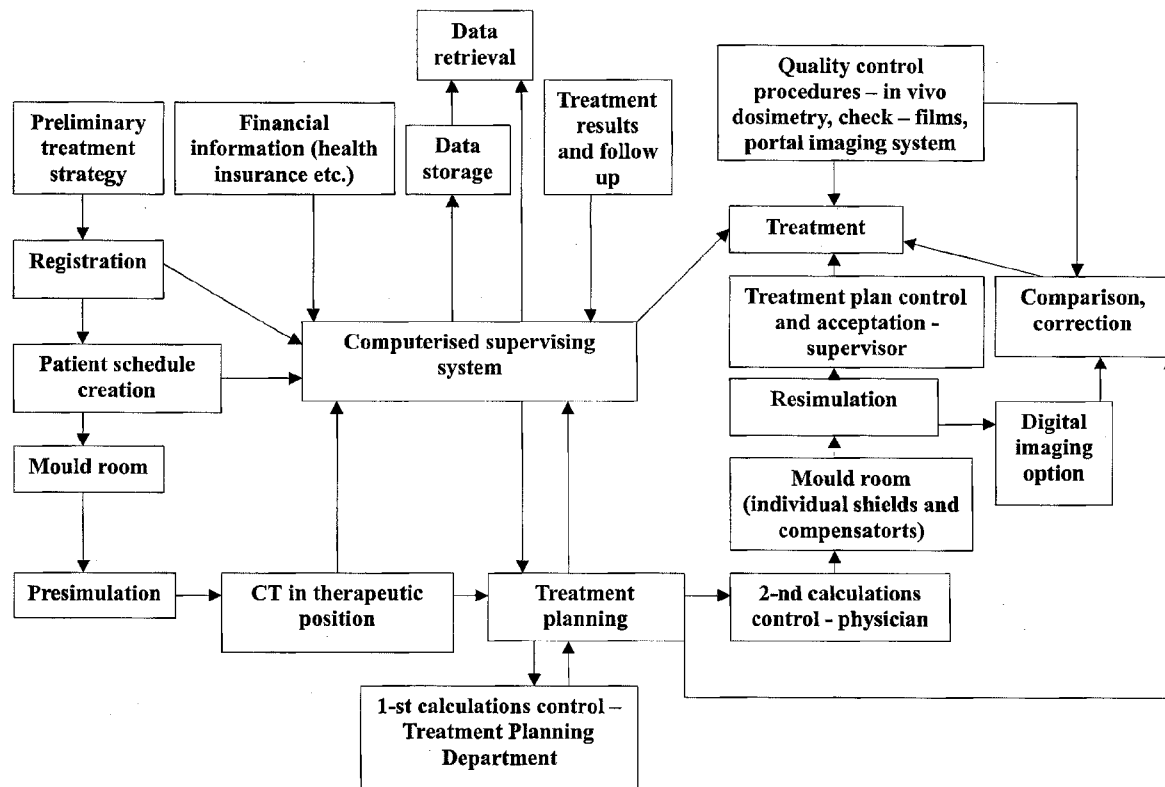 Preliminary
treatment
strategy
Financial
information (health
insurance etc.)
Data
retrieval
Data
storage
Treatment
results
and follow
up
Quality control
procedures – in vivo
dosimetry, check – films,
portal imaging system
Registration
Treatment
Patient schedule
creation
Computerised supervising
system
Treatment plan control
and acceptation -
supervisor
Comparison,
correction
Resimulation
Digital
imaging
option
Mould room
Mould room
(individual shields and
compensatorts)
Presimulation
CT in therapeutic
position
Treatment
planning
2-nd calculations
control - physician
1-st calculations control –
Treatment Planning
Department